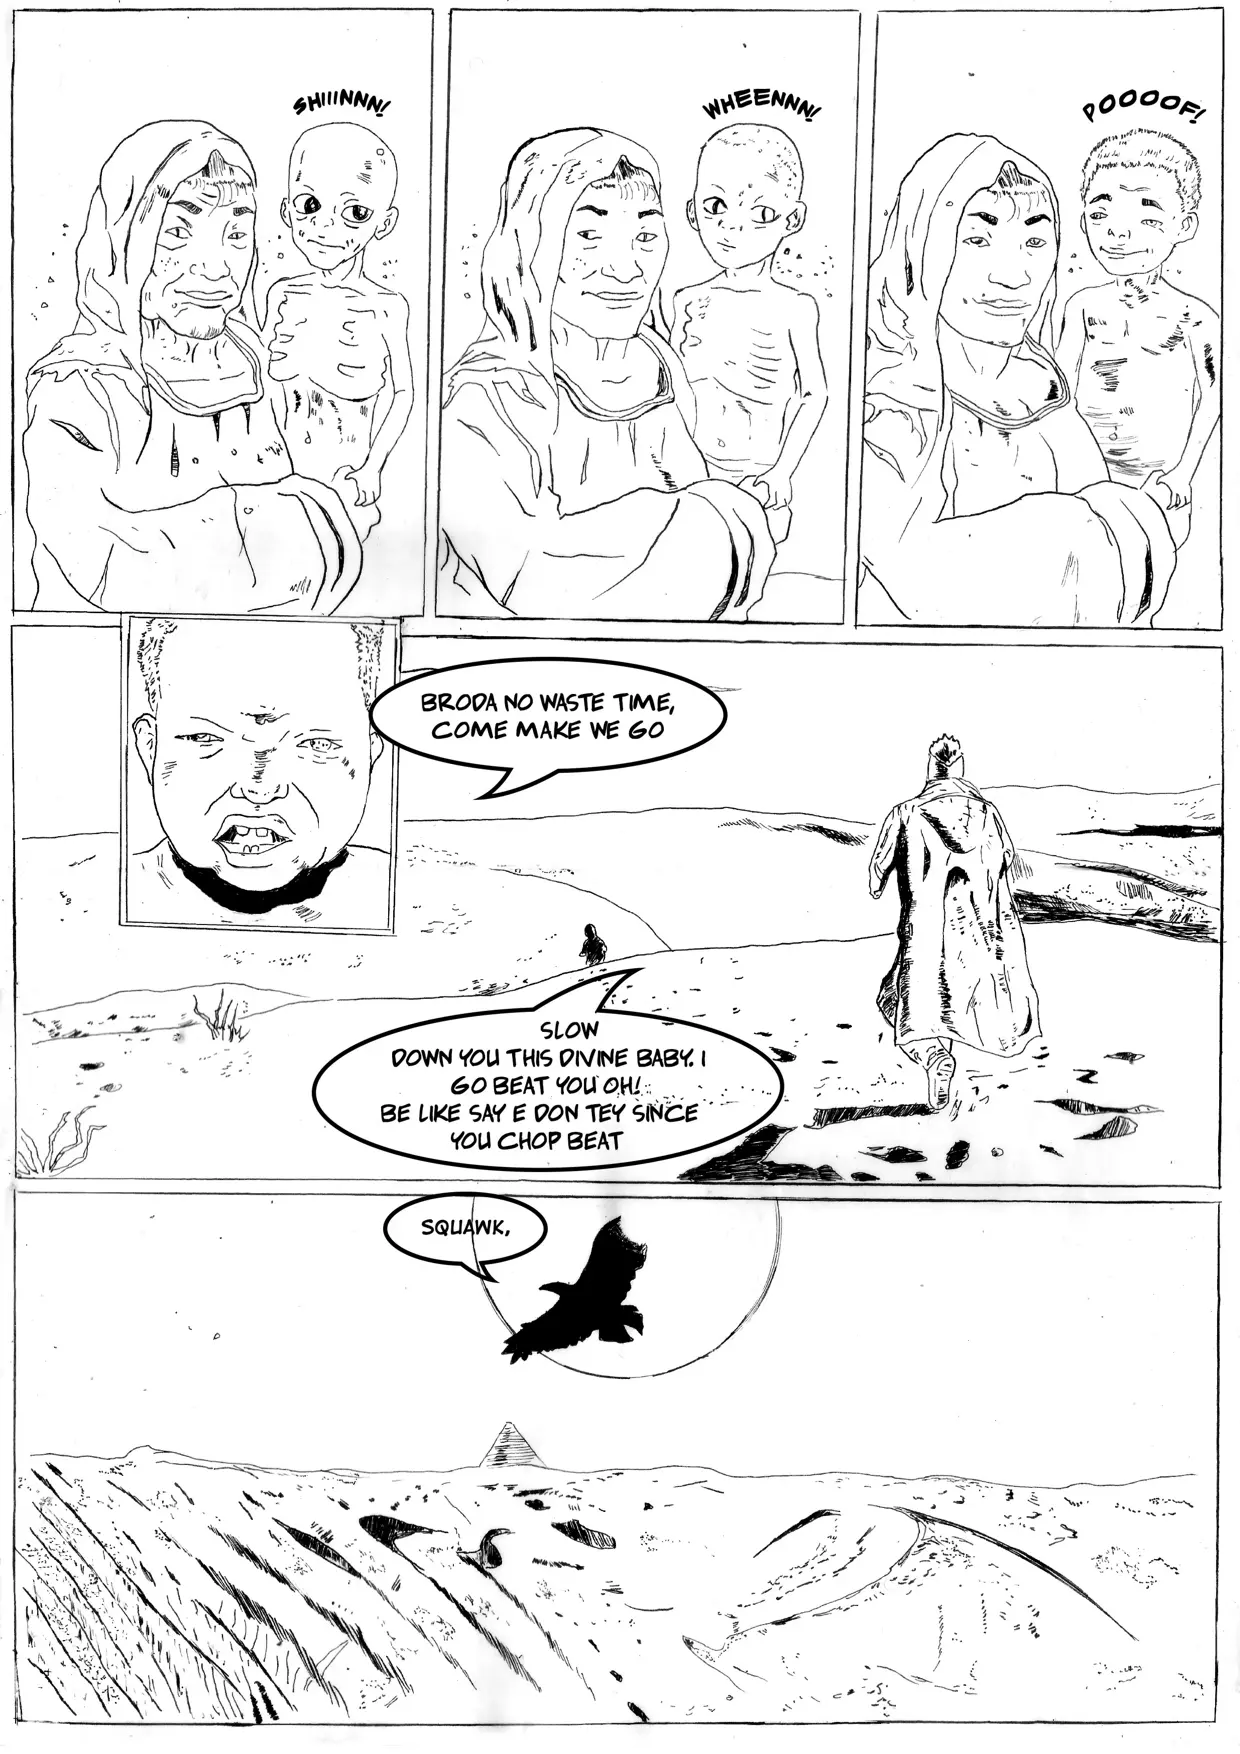 SHIIINNN!
WHEENNN!
POOOOF!
BRODA NO WASTE TIME,
COME MAKE WE GO
SLOW
DOWN YOU THIS DIVINE BABY. I
GO BEAT YOU OH!
BE LIKE SAY E DON TEY SINCE
YOU CHOP BEAT
SQUAWK,